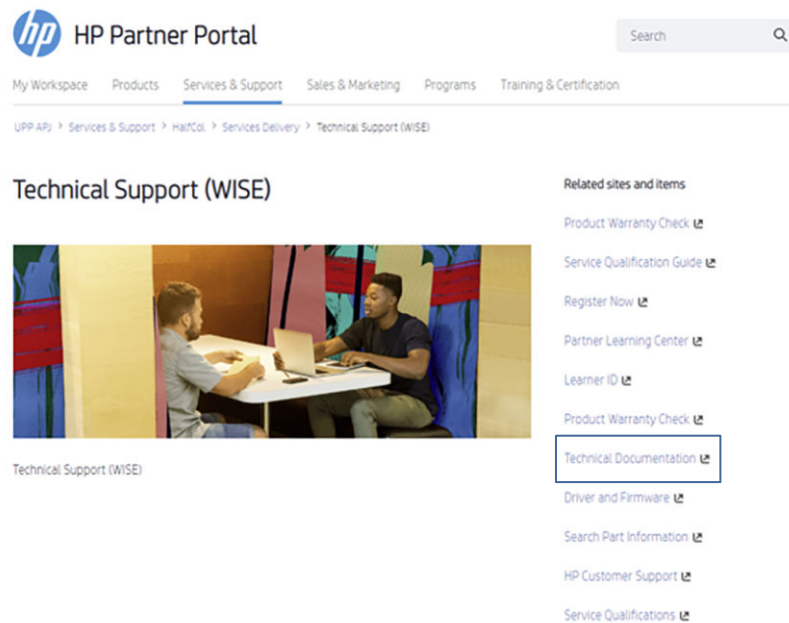 hp HP Partner Portal
Search
My Workspace Products Services & Support Sales & Marketing Programs Training & Certification
UPP APJ > Services & Support > HalfCol > Services Delivery > Technical Support (WISE)
Technical Support (WISE)
Related sites and items
Product Warranty Check
Service Qualification Guide
Register Now
Partner Learning Center
Learner ID
Product Warranty Check
Technical Support (WISE)
Technical Documentation
Driver and Firmware
Search Part Information
HP Customer Support
Service Qualifications